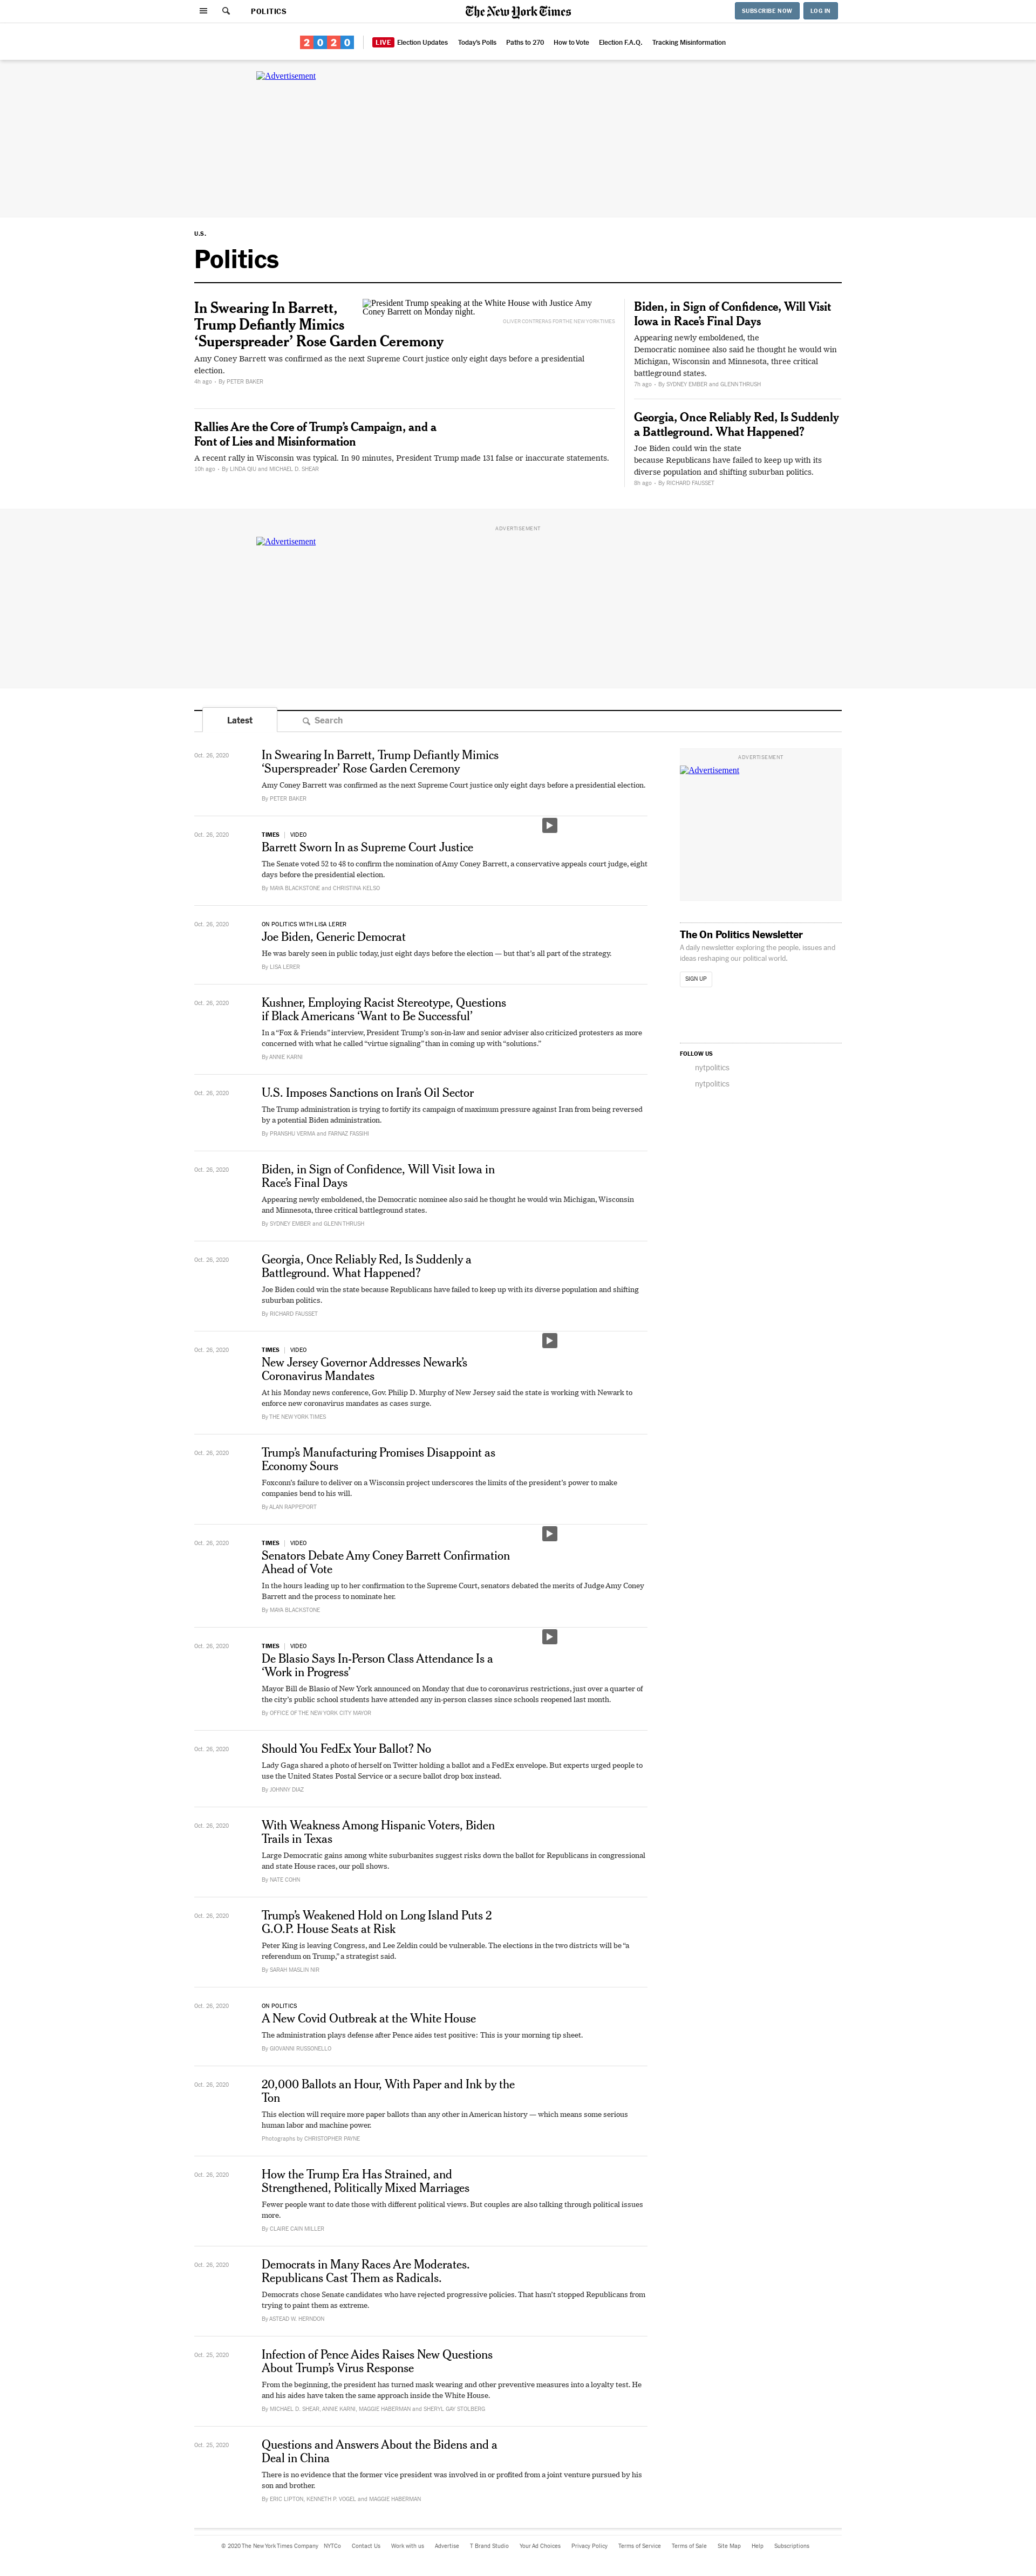 POLITICS
The New York Times
SUBSCRIBE NOW
LOG IN
2020
LIVE Election Updates
Today's Polls
Paths to 270
How to Vote
Election F.A.Q.
Tracking Misinformation
Advertisement
U.S.
Politics
In Swearing In Barrett,
Trump Defiantly Mimics
‘Superspreader’ Rose Garden Ceremony
Amy Coney Barrett was confirmed as the next Supreme Court justice only eight days before a presidential
election.
4h ago · By PETER BAKER
President Trump speaking at the White House with Justice Amy
Coney Barrett on Monday night.
OLIVER CONTRERAS FOR THE NEW YORK TIMES
Rallies Are the Core of Trump’s Campaign, and a
Font of Lies and Misinformation
A recent rally in Wisconsin was typical. In 90 minutes, President Trump made 131 false or inaccurate statements.
10h ago · By LINDA QIU and MICHAEL D. SHEAR
Biden, in Sign of Confidence, Will Visit
Iowa in Race’s Final Days
Appearing newly emboldened, the
Democratic nominee also said he thought he would win
Michigan, Wisconsin and Minnesota, three critical
battleground states.
7h ago · By SYDNEY EMBER and GLENN THRUSH
Georgia, Once Reliably Red, Is Suddenly
a Battleground. What Happened?
Joe Biden could win the state
because Republicans have failed to keep up with its
diverse population and shifting suburban politics.
8h ago · By RICHARD FAUSSET
ADVERTISEMENT
Advertisement
Latest
Search
Oct. 26, 2020
In Swearing In Barrett, Trump Defiantly Mimics
‘Superspreader’ Rose Garden Ceremony
Amy Coney Barrett was confirmed as the next Supreme Court justice only eight days before a presidential election.
By PETER BAKER
Oct. 26, 2020
TIMES | VIDEO
Barrett Sworn In as Supreme Court Justice
The Senate voted 52 to 48 to confirm the nomination of Amy Coney Barrett, a conservative appeals court judge, eight
days before the presidential election.
By MAYA BLACKSTONE and CHRISTINA KELSO
Oct. 26, 2020
ON POLITICS WITH LISA LERER
Joe Biden, Generic Democrat
He was barely seen in public today, just eight days before the election — but that’s all part of the strategy.
By LISA LERER
Oct. 26, 2020
Kushner, Employing Racist Stereotype, Questions
if Black Americans ‘Want to Be Successful’
In a “Fox & Friends” interview, President Trump’s son-in-law and senior adviser also criticized protesters as more
concerned with what he called “virtue signaling” than in coming up with “solutions.”
By ANNIE KARNI
Oct. 26, 2020
U.S. Imposes Sanctions on Iran’s Oil Sector
The Trump administration is trying to fortify its campaign of maximum pressure against Iran from being reversed
by a potential Biden administration.
By PRANSHU VERMA and FARNAZ FASSIHI
Oct. 26, 2020
Biden, in Sign of Confidence, Will Visit Iowa in
Race’s Final Days
Appearing newly emboldened, the Democratic nominee also said he thought he would win Michigan, Wisconsin
and Minnesota, three critical battleground states.
By SYDNEY EMBER and GLENN THRUSH
Oct. 26, 2020
Georgia, Once Reliably Red, Is Suddenly a
Battleground. What Happened?
Joe Biden could win the state because Republicans have failed to keep up with its diverse population and shifting
suburban politics.
By RICHARD FAUSSET
Oct. 26, 2020
TIMES | VIDEO
New Jersey Governor Addresses Newark’s
Coronavirus Mandates
At his Monday news conference, Gov. Philip D. Murphy of New Jersey said the state is working with Newark to
enforce new coronavirus mandates as cases surge.
By THE NEW YORK TIMES
Oct. 26, 2020
Trump’s Manufacturing Promises Disappoint as
Economy Sours
Foxconn’s failure to deliver on a Wisconsin project underscores the limits of the president’s power to make
companies bend to his will.
By ALAN RAPPEPORT
Oct. 26, 2020
TIMES | VIDEO
Senators Debate Amy Coney Barrett Confirmation
Ahead of Vote
In the hours leading up to her confirmation to the Supreme Court, senators debated the merits of Judge Amy Coney
Barrett and the process to nominate her.
By MAYA BLACKSTONE
Oct. 26, 2020
TIMES | VIDEO
De Blasio Says In-Person Class Attendance Is a
‘Work in Progress’
Mayor Bill de Blasio of New York announced on Monday that due to coronavirus restrictions, just over a quarter of
the city’s public school students have attended any in-person classes since schools reopened last month.
By OFFICE OF THE NEW YORK CITY MAYOR
Oct. 26, 2020
Should You FedEx Your Ballot? No
Lady Gaga shared a photo of herself on Twitter holding a ballot and a FedEx envelope. But experts urged people to
use the United States Postal Service or a secure ballot drop box instead.
By JOHNNY DIAZ
Oct. 26, 2020
With Weakness Among Hispanic Voters, Biden
Trails in Texas
Large Democratic gains among white suburbanites suggest risks down the ballot for Republicans in congressional
and state House races, our poll shows.
By NATE COHN
Oct. 26, 2020
Trump’s Weakened Hold on Long Island Puts 2
G.O.P. House Seats at Risk
Peter King is leaving Congress, and Lee Zeldin could be vulnerable. The elections in the two districts will be “a
referendum on Trump,” a strategist said.
By SARAH MASLIN NIR
Oct. 26, 2020
ON POLITICS
A New Covid Outbreak at the White House
The administration plays defense after Pence aides test positive: This is your morning tip sheet.
By GIOVANNI RUSSONELLO
Oct. 26, 2020
20,000 Ballots an Hour, With Paper and Ink by the
Ton
This election will require more paper ballots than any other in American history — which means some serious
human labor and machine power.
Photographs by CHRISTOPHER PAYNE
Oct. 26, 2020
How the Trump Era Has Strained, and
Strengthened, Politically Mixed Marriages
Fewer people want to date those with different political views. But couples are also talking through political issues
more.
By CLAIRE CAIN MILLER
Oct. 26, 2020
Democrats in Many Races Are Moderates.
Republicans Cast Them as Radicals.
Democrats chose Senate candidates who have rejected progressive policies. That hasn’t stopped Republicans from
trying to paint them as extreme.
By ASTEAD W. HERNDON
Oct. 25, 2020
Infection of Pence Aides Raises New Questions
About Trump’s Virus Response
From the beginning, the president has turned mask wearing and other preventive measures into a loyalty test. He
and his aides have taken the same approach inside the White House.
By MICHAEL D. SHEAR, ANNIE KARNI, MAGGIE HABERMAN and SHERYL GAY STOLBERG
Oct. 25, 2020
Questions and Answers About the Bidens and a
Deal in China
There is no evidence that the former vice president was involved in or profited from a joint venture pursued by his
son and brother.
By ERIC LIPTON, KENNETH P. VOGEL and MAGGIE HABERMAN
ADVERTISEMENT
Advertisement
The On Politics Newsletter
A daily newsletter exploring the people, issues and
ideas reshaping our political world.
SIGN UP
FOLLOW US
nytpolitics
nytpolitics
© 2020 The New York Times Company
NYTCo
Contact Us
Work with us
Advertise
T Brand Studio
Your Ad Choices
Privacy Policy
Terms of Service
Terms of Sale
Site Map
Help
Subscriptions